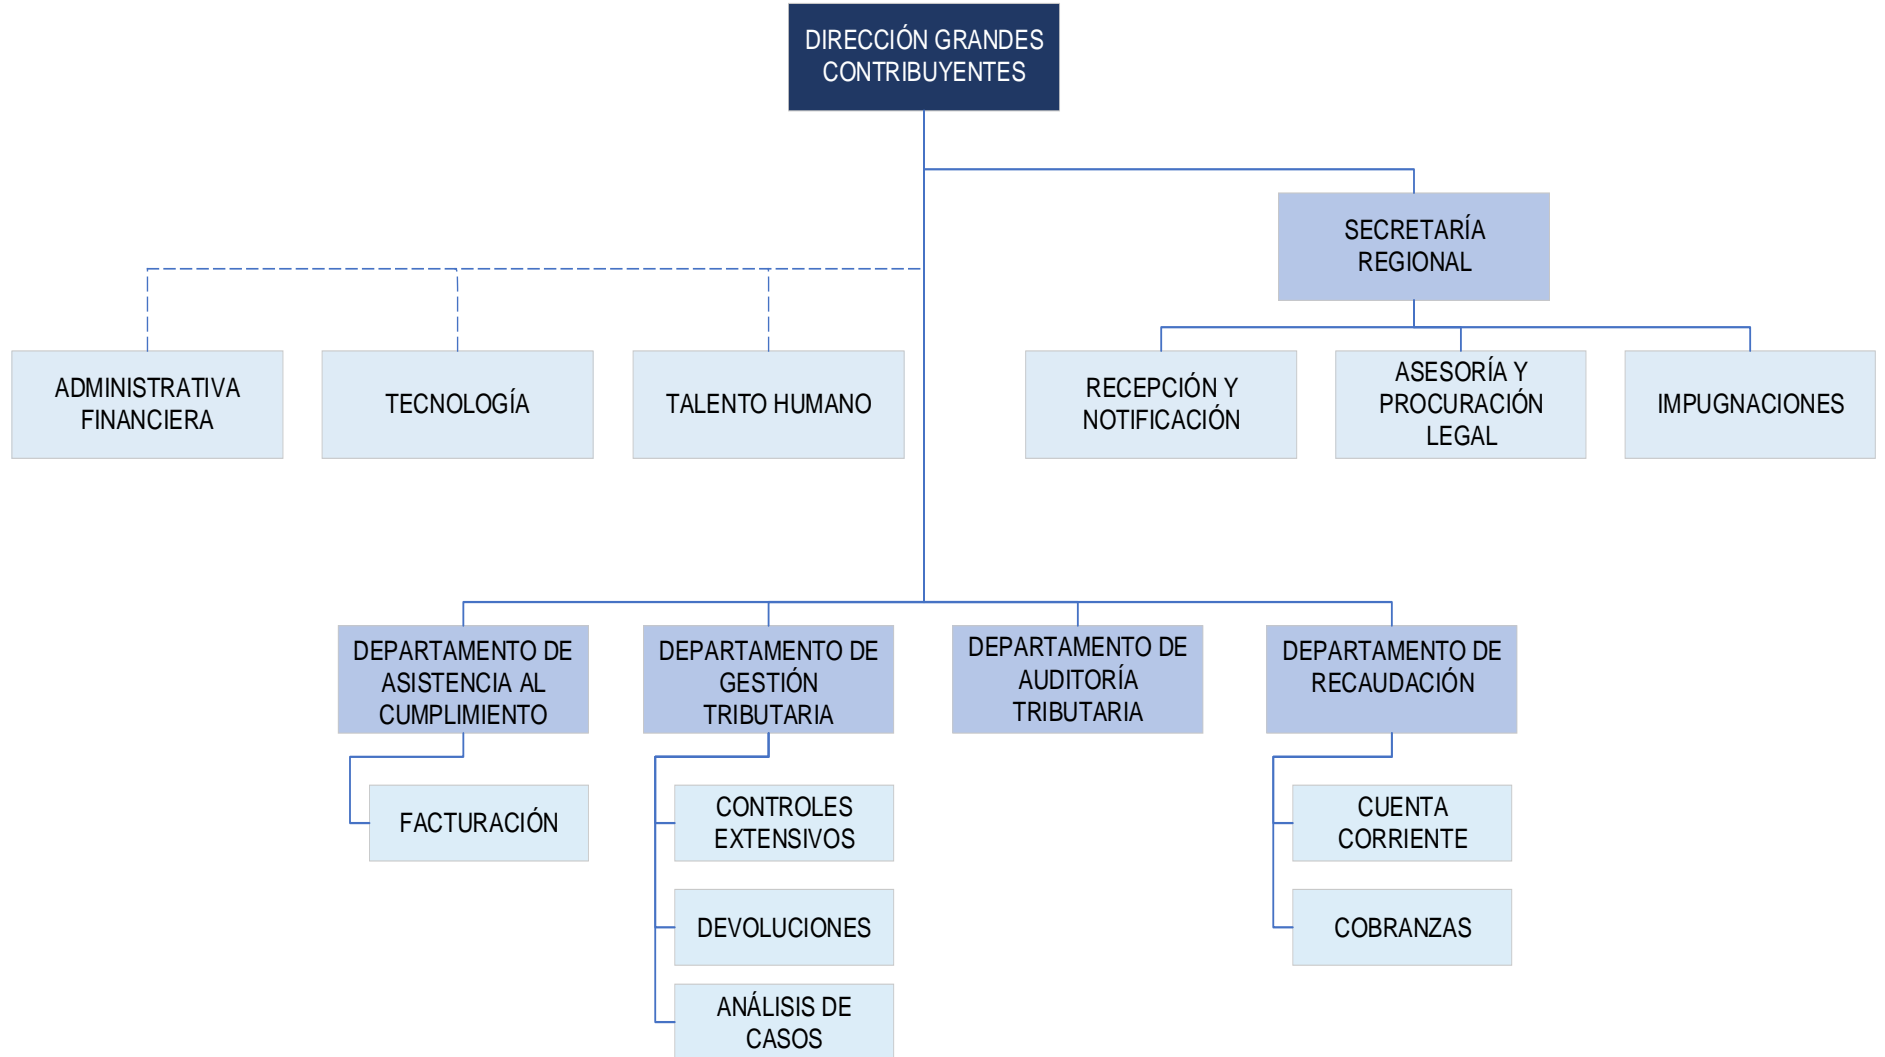 DIRECCIÓN GRANDES
CONTRIBUYENTES
SECRETARÍA
REGIONAL
ADMINISTRATIVA
FINANCIERA
TECNOLOGÍA
TALENTO HUMANO
RECEPCIÓN Y
NOTIFICACIÓN
ASESORÍA Y
PROCURACIÓN
LEGAL
IMPUGNACIONES
DEPARTAMENTO DE
ASISTENCIA AL
CUMPLIMIENTO
DEPARTAMENTO DE
GESTIÓN
TRIBUTARIA
DEPARTAMENTO DE
AUDITORÍA
TRIBUTARIA
DEPARTAMENTO DE
RECAUDACIÓN
FACTURACIÓN
CONTROLES
EXTENSIVOS
DEVOLUCIONES
ANÁLISIS DE
CASOS
CUENTA
CORRIENTE
COBRANZAS